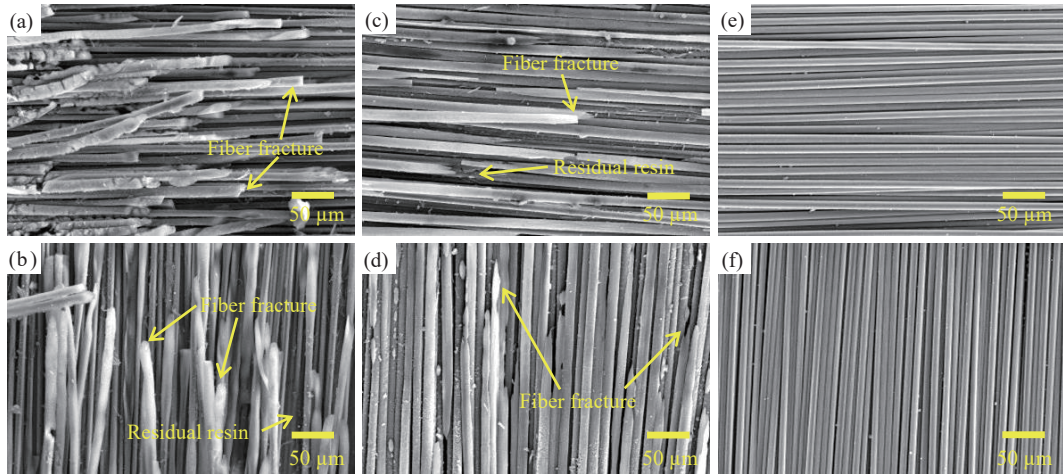 (a)
Fiber fracture
50 µm
(c)
Fiber fracture
Residual resin
50 µm
(e)
50 µm
(b)
Fiber fracture
Residual resin
50 µm
(d)
Fiber fracture
50 µm
(f)
50 µm